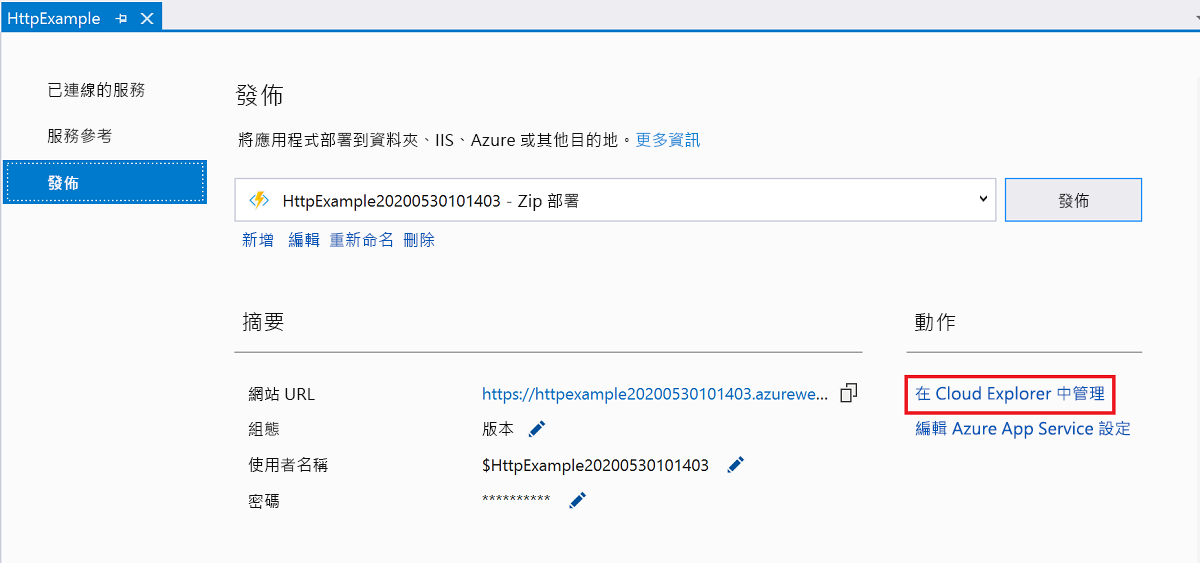 HttpExample
已連線的服務
服務參考
發佈
發佈
將應用程式部署到資料夾、IIS、Azure 或其他目的地。更多資訊
HttpExample20200530101403 - Zip 部署
發佈
新增 編輯 重新命名 刪除
摘要
網站 URL https://httpexample20200530101403.azurewe...
組態 版本
使用者名稱 $HttpExample20200530101403
密碼 **********
動作
在 Cloud Explorer 中管理
編輯 Azure App Service 設定